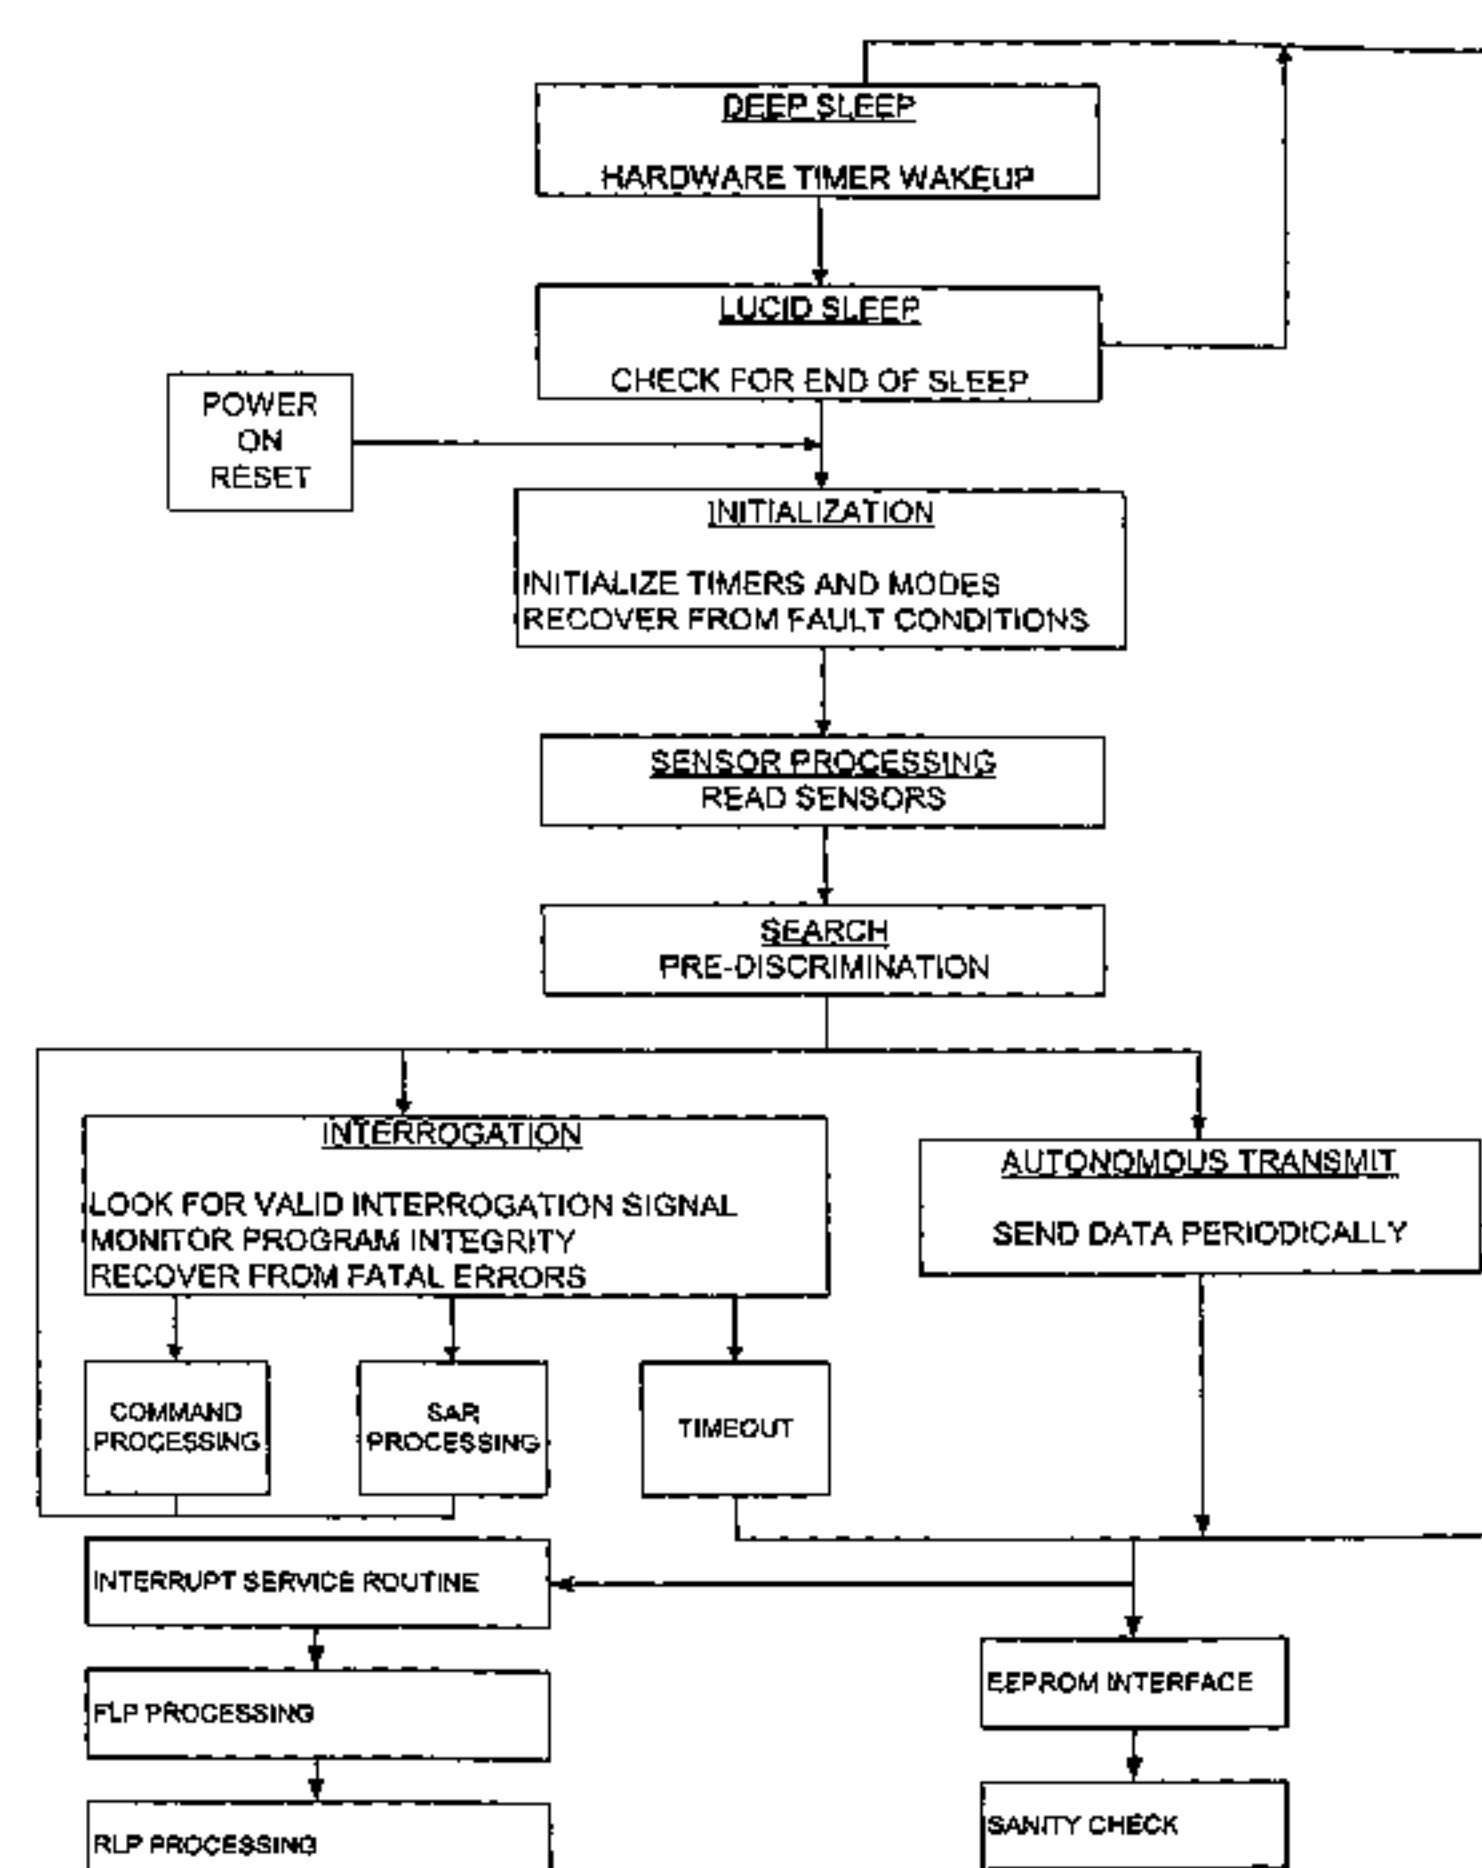 DEEP SLEEP
HARDWARE TIMER WAKEUP
LUCID SLEEP
CHECK FOR END OF SLEEP
POWER
ON
RESET
INITIALIZATION
INITIALIZE TIMERS AND MODES
RECOVER FROM FAULT CONDITIONS
SENSOR PROCESSING
READ SENSORS
SEARCH
PRE-DISCRIMINATION
INTERROGATION
LOOK FOR VALID INTERROGATION SIGNAL
MONITOR PROGRAM INTEGRITY
RECOVER FROM FATAL ERRORS
AUTONOMOUS TRANSMIT
SEND DATA PERIODICALLY
COMMAND
PROCESSING
SAR
PROCESSING
TIMEOUT
INTERRUPT SERVICE ROUTINE
EEPROM INTERFACE
FLP PROCESSING
SANITY CHECK
RLP PROCESSING